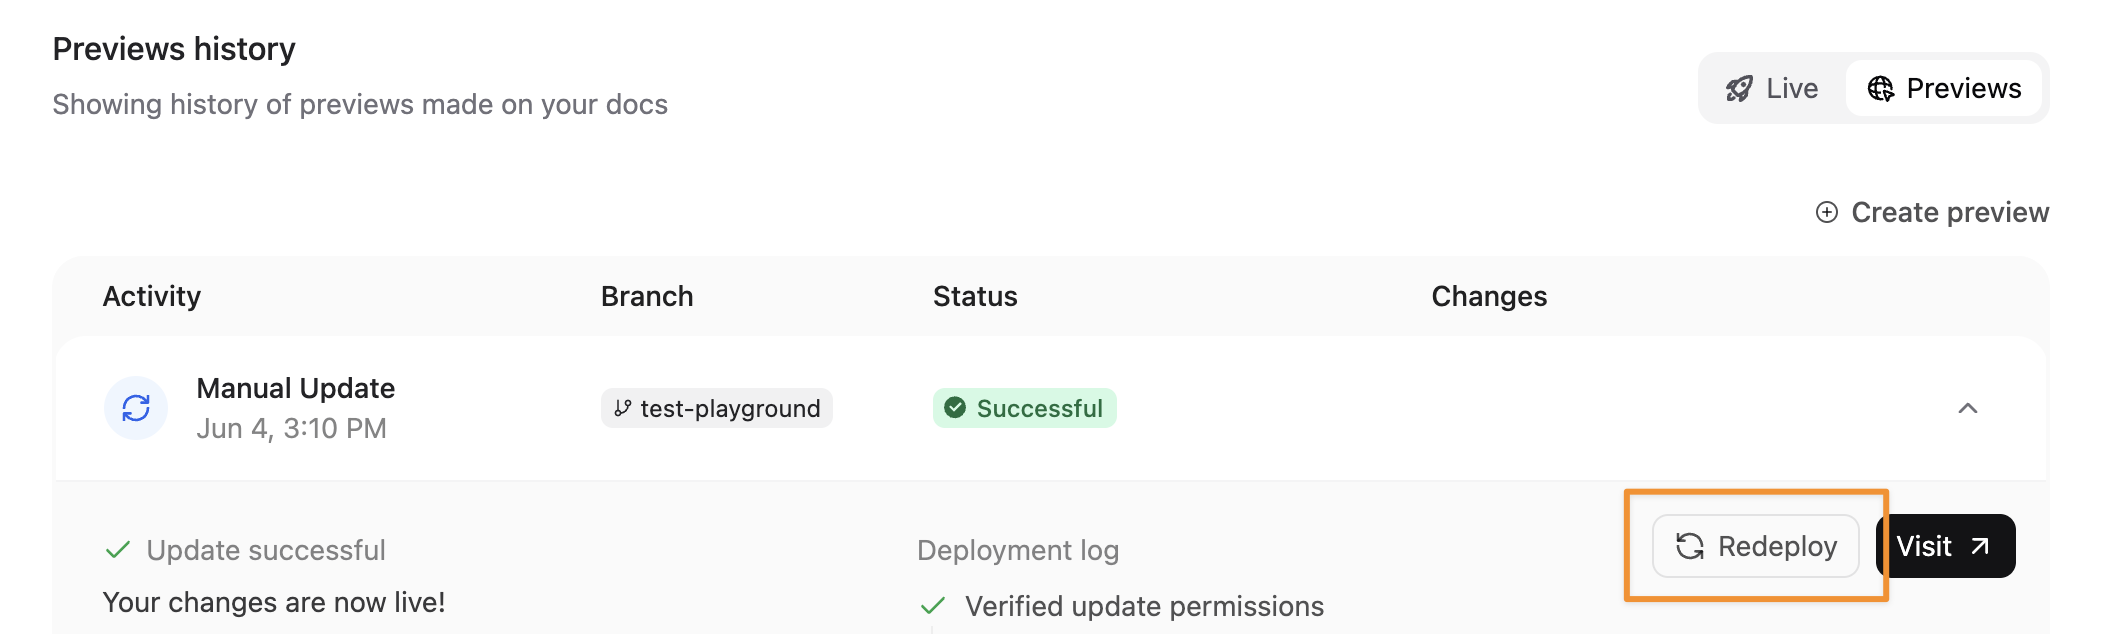 Previews history
Showing history of previews made on your docs
Live
Previews
Create preview
Activity Branch Status Changes
Manual Update
Jun 4, 3:10 PM
test-playground
Successful
Update successful
Your changes are now live!
Deployment log
Verified update permissions
Redeploy
Visit